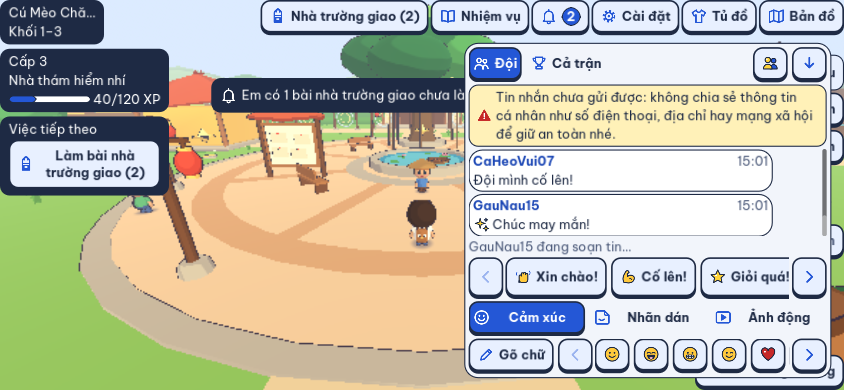 Cú Mèo Chă...
Khối 1-3
Nhà trường giao (2)
Nhiệm vụ
2
Cài đặt
Tủ đồ
Bản đồ
Cấp 3
Nhà thám hiểm nhí
40/120 XP
Em có 1 bài nhà trường giao chưa là
Việc tiếp theo
Làm bài nhà
trường giao (2)
Đội
Cả trận
Tin nhắn chưa gửi được: không chia sẻ thông tin
cá nhân như số điện thoại, địa chỉ hay mạng xã hội
để giữ an toàn nhé.
CaHeoVui07 15:01
Đội mình cố lên!
GauNau15 15:01
Chúc may mắn!
GauNau15 đang soạn tin...
Xin chào!
Cố lên!
Giỏi quá!
Cảm xúc
Nhãn dán
Ảnh động
Gõ chữ